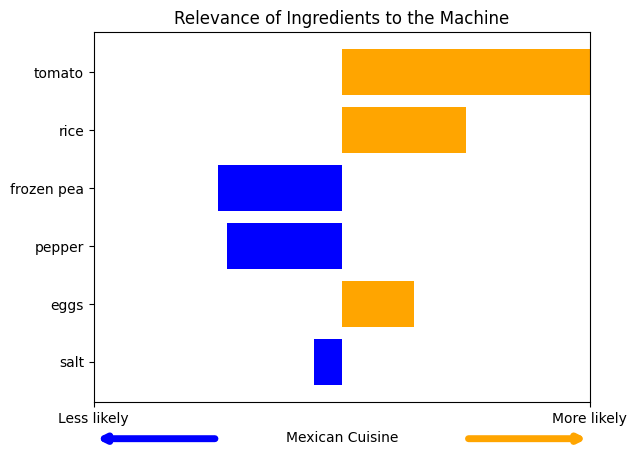 Relevance of Ingredients to the Machine
tomato
rice
frozen pea
pepper
eggs
salt
Less likely
More likely
Mexican Cuisine